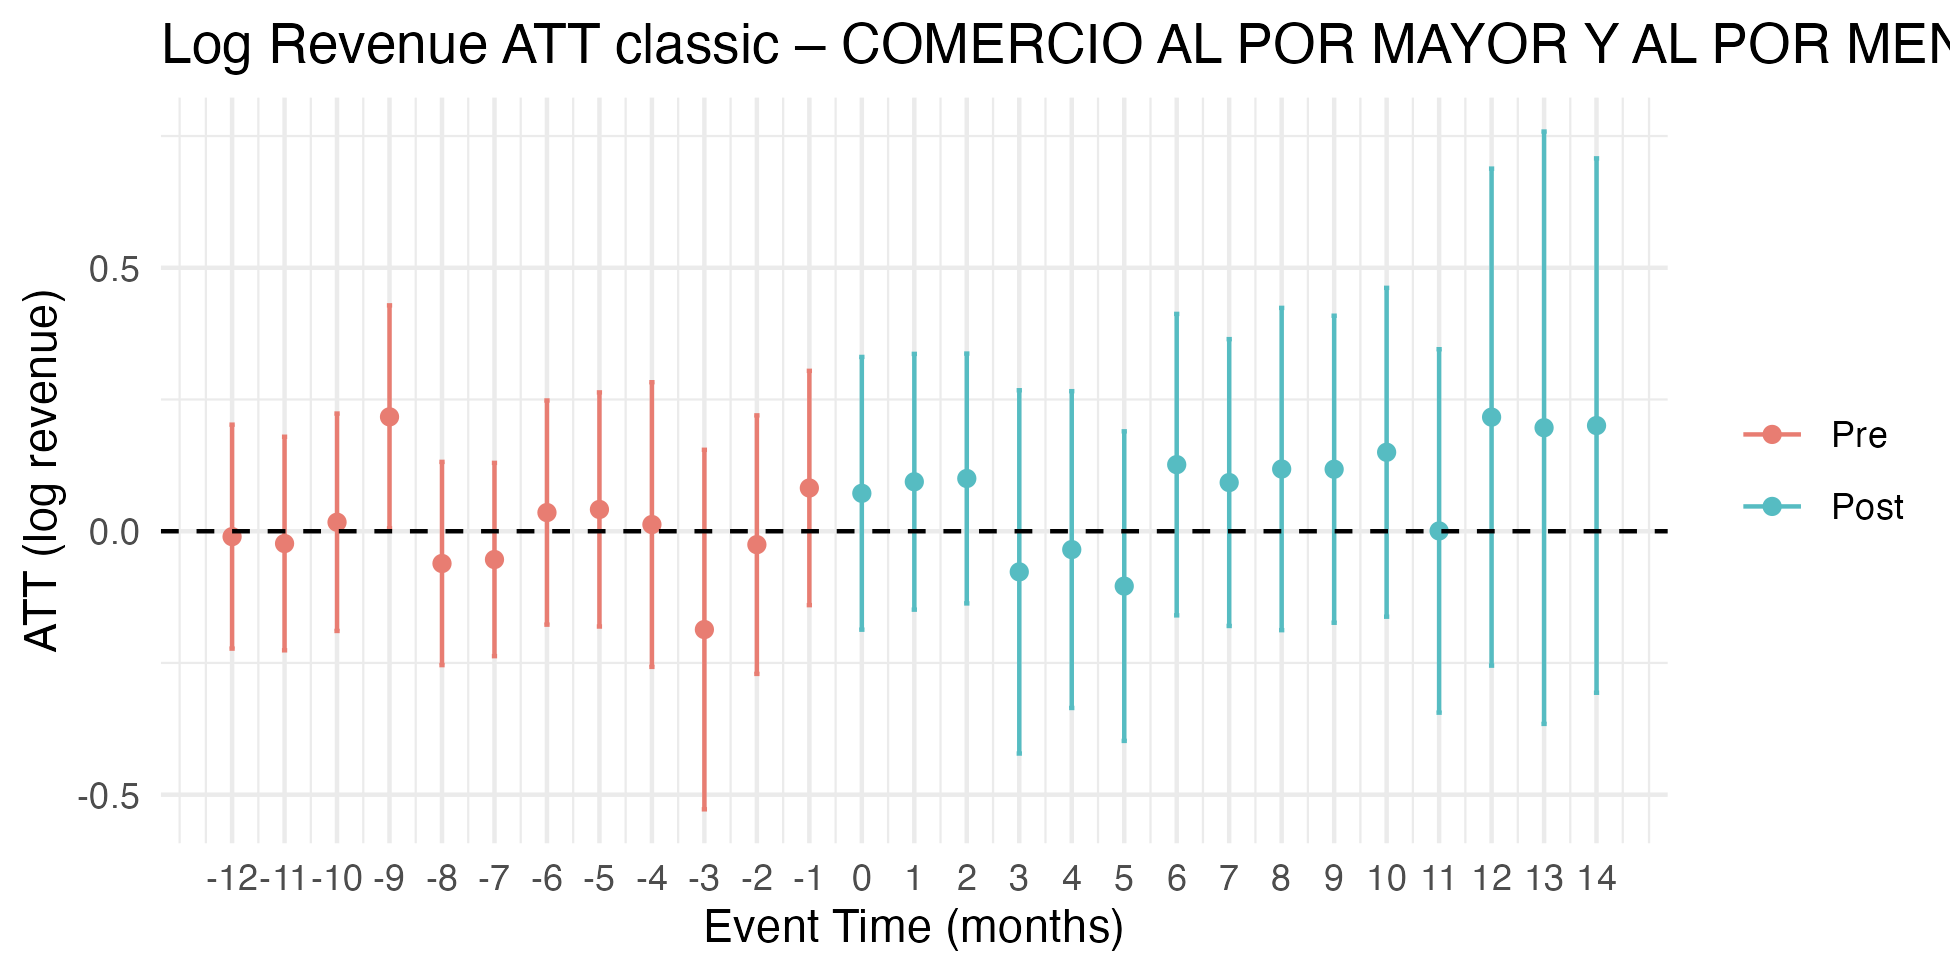 Log Revenue ATT classic – COMERCIO AL POR MAYOR Y AL POR MEN
ATT (log revenue)
0.5
0.0
-0.5
-12 -11 -10 -9 -8 -7 -6 -5 -4 -3 -2 -1 0 1 2 3 4 5 6 7 8 9 10 11 12 13 14
Event Time (months)
Pre
Post